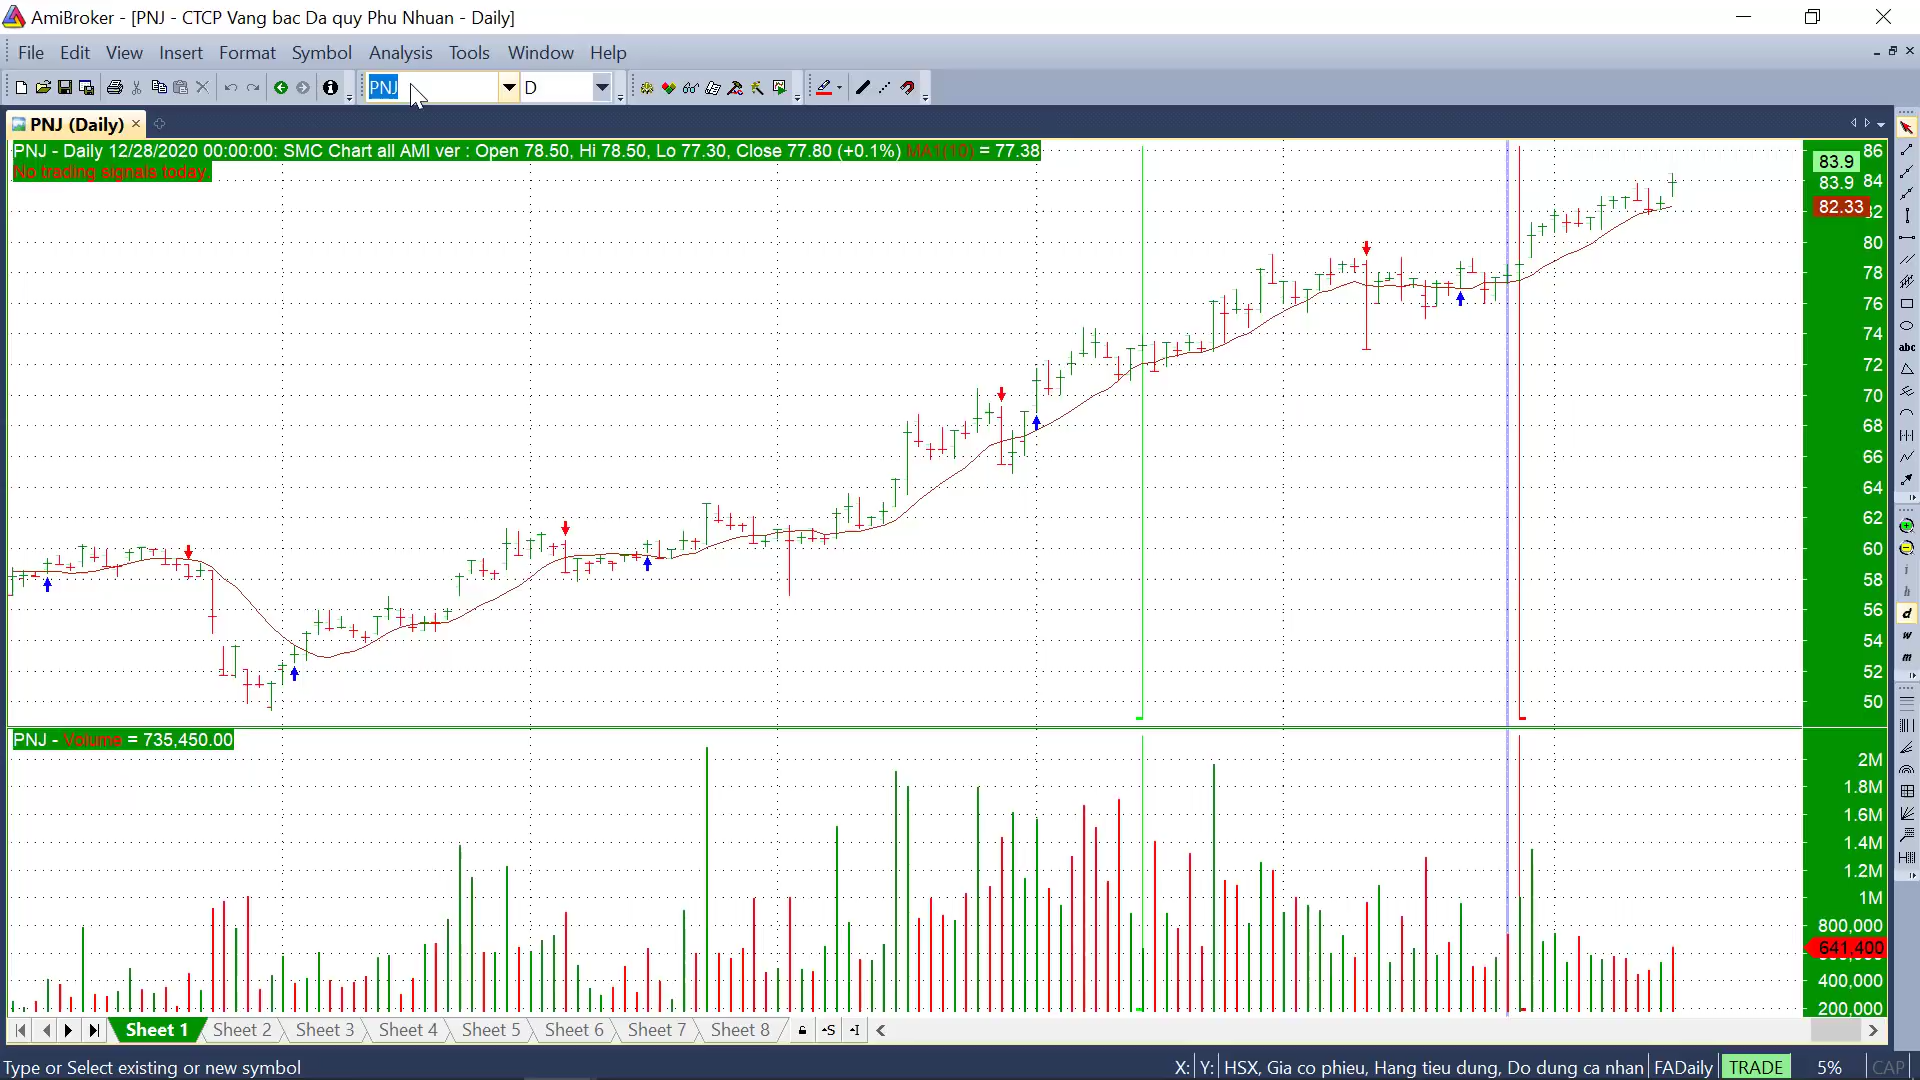 AmiBroker - [PNJ - CTCP Vang bac Da quy Phu Nhuan - Daily]
File Edit View Insert Format Symbol Analysis Tools Window Help
PNJ D
PNJ (Daily)
PNJ - Daily 12/28/2020 00:00:00: SMC Chart all AMI ver : Open 78.50, Hi 78.50, Lo 77.30, Close 77.80 (+0.1%) MA1(10) = 77.38
No trading signals today
86
83.9
83.9 84
82.33
80
78
76
74
72
70
68
66
64
62
60
58
56
54
52
50
abc
i
h
d
w
m
PNJ - Volume = 735,450.00
2M
1.8M
1.6M
1.4M
1.2M
1M
800,000
641,400
400,000
200,000
Sheet 1 Sheet 2 Sheet 3 Sheet 4 Sheet 5 Sheet 6 Sheet 7 Sheet 8 S I
Type or Select existing or new symbol X: Y: HSX, Gia co phieu, Hang tieu dung, Do dung ca nhan FADaily TRADE 5% CAP